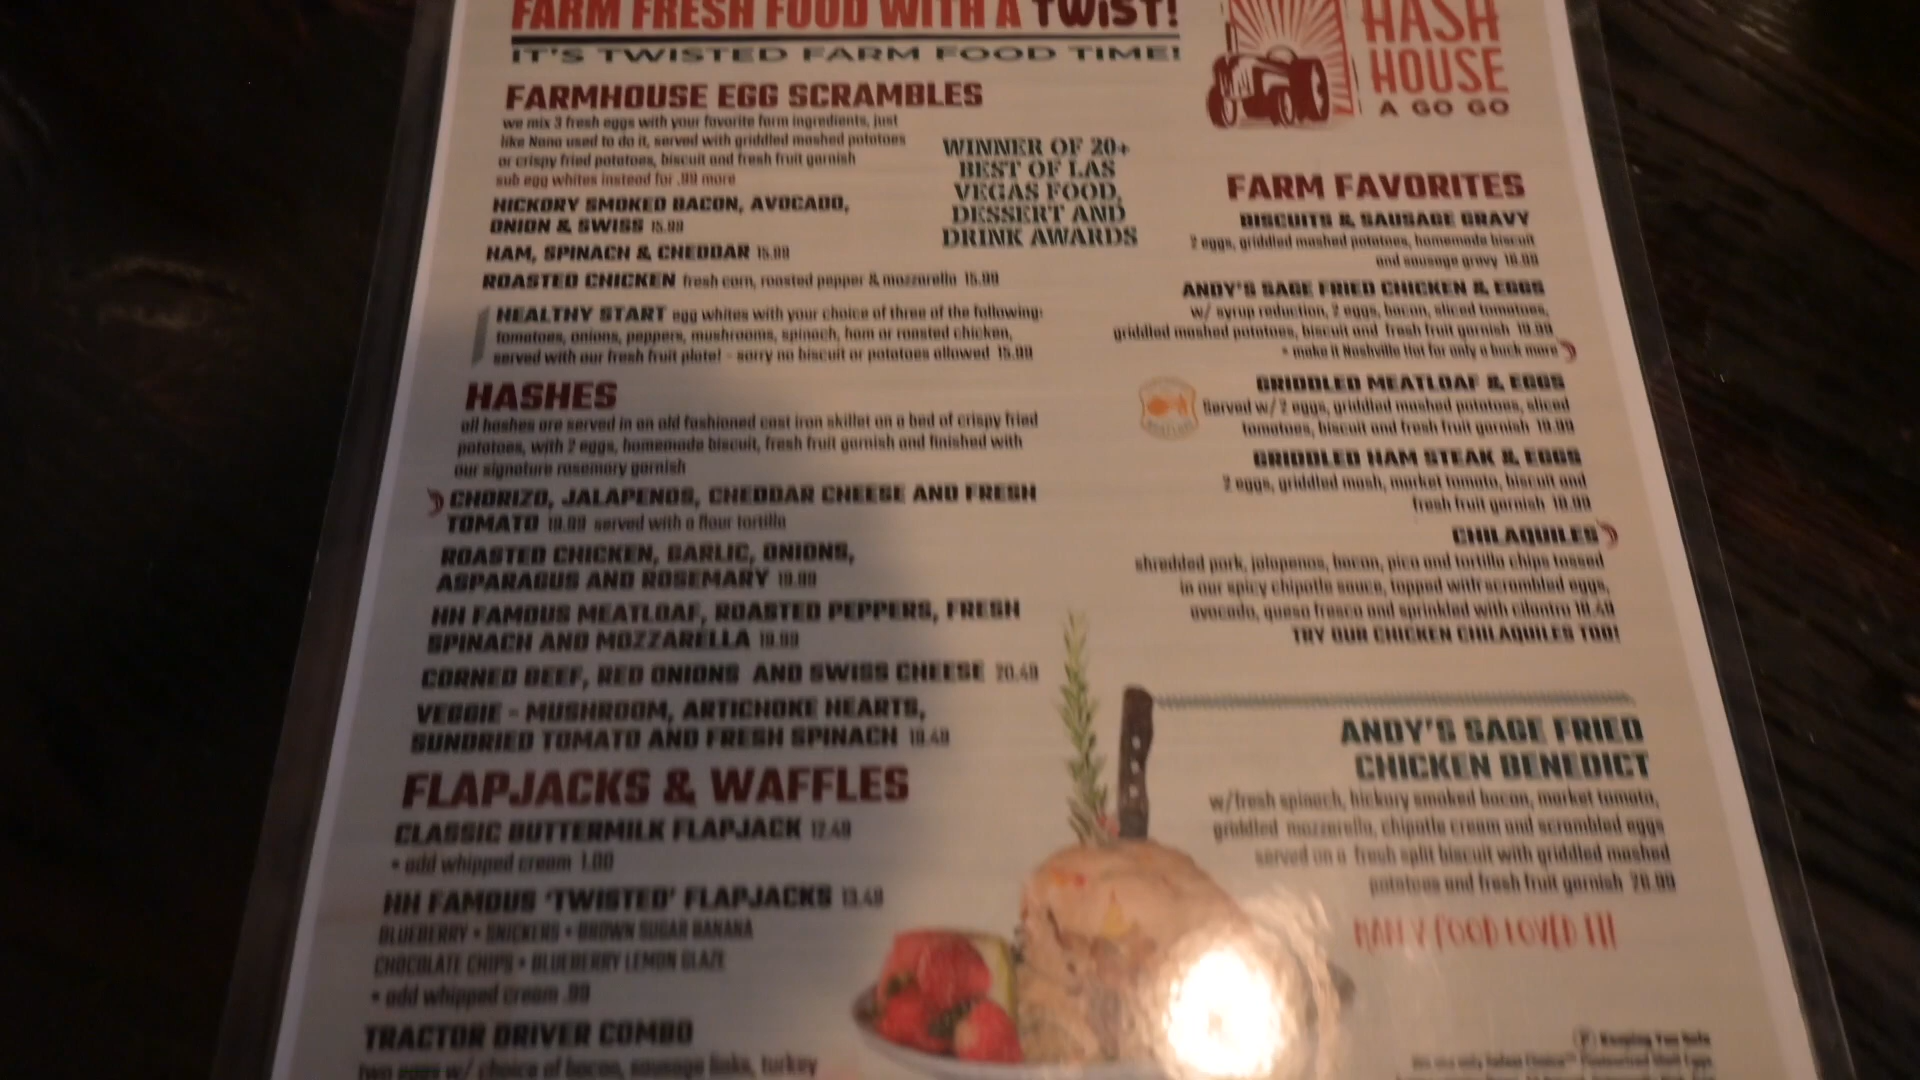 FARM FRESH FOOD WITH A TWiST!
IT'S TWISTED FARM FOOD TIME!
HASH
HOUSE
A GO GO
FARMHOUSE EGG SCRAMBLES
we mix 3 fresh eggs with your favorite farm ingredients, just
like Nana used to do it, served with griddled mashed potatoes
or crispy fried potatoes, biscuit and fresh fruit garnish
sub egg whites instead for .99 more
HICKORY SMOKED BACON, AVOCADO,
ONION & SWISS 15.99
HAM, SPINACH & CHEDDAR 15.99
ROASTED CHICKEN fresh corn, roasted pepper & mozzarella 15.99
HEALTHY START egg whites with your choice of three of the following:
tomatoes, onions, peppers, mushrooms, spinach, ham or roasted chicken,
served with our fresh fruit plate! - sorry no biscuit or potatoes allowed 15.99
WINNER OF 20+
BEST OF LAS
VEGAS FOOD,
DESSERT AND
DRINK AWARDS
HASHES
all hashes are served in an old fashioned cast iron skillet on a bed of crispy fried
potatoes, with 2 eggs, homemade biscuit, fresh fruit garnish and finished with
our signature rosemary garnish
CHORIZO, JALAPENOS, CHEDDAR CHEESE AND FRESH
TOMATO 19.99 served with a flour tortilla
ROASTED CHICKEN, GARLIC, ONIONS,
ASPARAGUS AND ROSEMARY 19.99
HH FAMOUS MEATLOAF, ROASTED PEPPERS, FRESH
SPINACH AND MOZZARELLA 19.99
CORNED BEEF, RED ONIONS AND SWISS CHEESE 20.49
VEGGIE - MUSHROOM, ARTICHOKE HEARTS,
SUNDRIED TOMATO AND FRESH SPINACH 18.49
FLAPJACKS & WAFFLES
CLASSIC BUTTERMILK FLAPJACK 12.49
• add whipped cream 1.00
HH FAMOUS 'TWISTED' FLAPJACKS 13.49
BLUEBERRY • SNICKERS • BROWN SUGAR BANANA
CHOCOLATE CHIPS • BLUEBERRY LEMON GLAZE
• add whipped cream .99
TRACTOR DRIVER COMBO
two eggs w/ choice of bacon, sausage links, turkey
FARM FAVORITES
BISCUITS & SAUSAGE GRAVY
2 eggs, griddled mashed potatoes, homemade biscuit
and sausage gravy 16.99
ANDY'S SAGE FRIED CHICKEN & EGGS
w/ syrup reduction, 2 eggs, bacon, sliced tomatoes,
griddled mashed potatoes, biscuit and fresh fruit garnish 19.99
• make it Nashville Hot for only a buck more
GRIDDLED MEATLOAF & EGGS
Served w/ 2 eggs, griddled mashed potatoes, sliced
tomatoes, biscuit and fresh fruit garnish 19.99
GRIDDLED HAM STEAK & EGGS
2 eggs, griddled mash, market tomato, biscuit and
fresh fruit garnish 18.99
CHILAQUILES
shredded pork, jalapenos, bacon, pico and tortilla chips tossed
in our spicy chipotle sauce, topped with scrambled eggs,
avocado, queso fresco and sprinkled with cilantro 18.49
TRY OUR CHICKEN CHILAQUILES TOO!
ANDY'S SAGE FRIED
CHICKEN BENEDICT
w/fresh spinach, hickory smoked bacon, market tomato,
griddled mozzarella, chipotle cream and scrambled eggs
served on a fresh split biscuit with griddled mashed
potatoes and fresh fruit garnish 20.99
MAN V FOOD LOVED IT!
Keeping You Safe